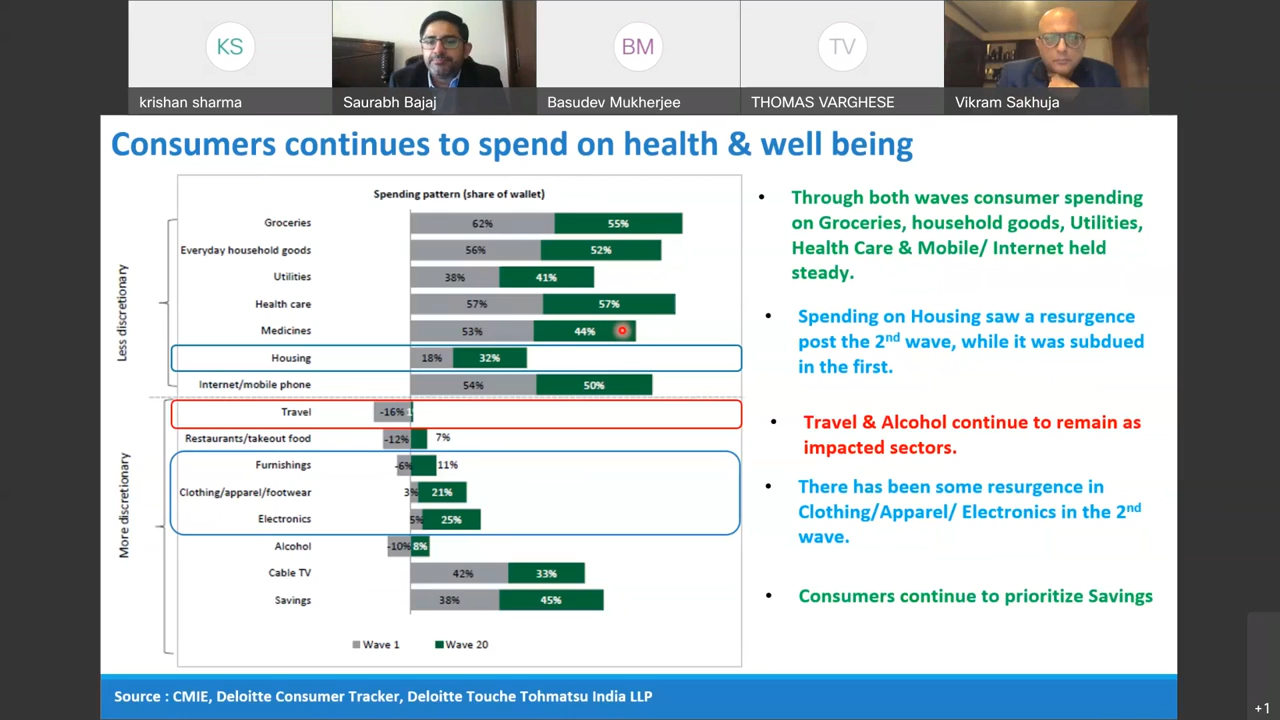 KS
BM
TV
krishan sharma
Saurabh Bajaj
Basudev Mukherjee
THOMAS VARGHESE
Vikram Sakhuja
Consumers continues to spend on health & well being
Spending pattern (share of wallet)
Less discretionary
Groceries 62% 55%
Everyday household goods 56% 52%
Utilities 38% 41%
Health care 57% 57%
Medicines 53% 44%
Housing 18% 32%
Internet/mobile phone 54% 50%
More discretionary
Travel -16% 1
Restaurants/takeout food -12% 7%
Furnishings -6% 11%
Clothing/apparel/footwear 3% 21%
Electronics 5% 25%
Alcohol -10% 8%
Cable TV 42% 33%
Savings 38% 45%
Wave 1 Wave 20
• Through both waves consumer spending
on Groceries, household goods, Utilities,
Health Care & Mobile/ Internet held
steady.
• Spending on Housing saw a resurgence
post the 2nd wave, while it was subdued
in the first.
• Travel & Alcohol continue to remain as
impacted sectors.
• There has been some resurgence in
Clothing/Apparel/ Electronics in the 2nd
wave.
• Consumers continue to prioritize Savings
Source : CMIE, Deloitte Consumer Tracker, Deloitte Touche Tohmatsu India LLP
+1